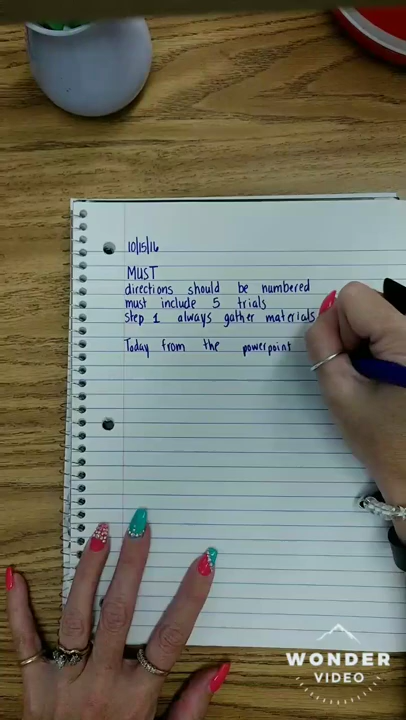 10/15/16
MUST
directions should be numbered
must include 5 trials
step 1 always gather materials
Today from the powerpoint
WONDER
VIDEO